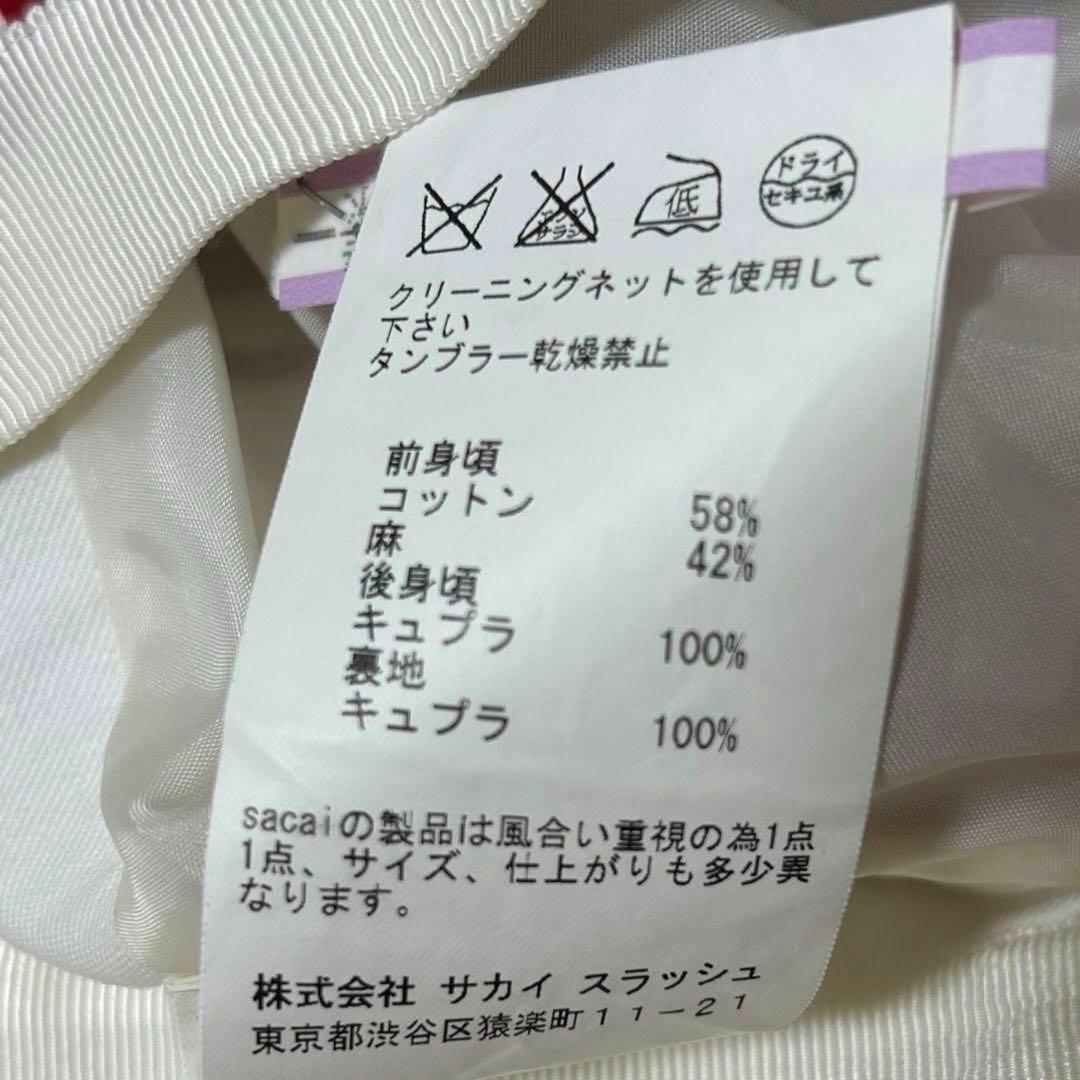 エンソ
サラシ
低
ドライ
セキユ系
クリーニングネットを使用して
下さい
タンブラー乾燥禁止
前身頃
コットン 58%
麻 42%
後身頃
キュプラ 100%
裏地
キュプラ 100%
sacaiの製品は風合い重視の為1点
1点、サイズ、仕上がりも多少異
なります。
株式会社 サカイ スラッシュ
東京都渋谷区猿楽町11-21